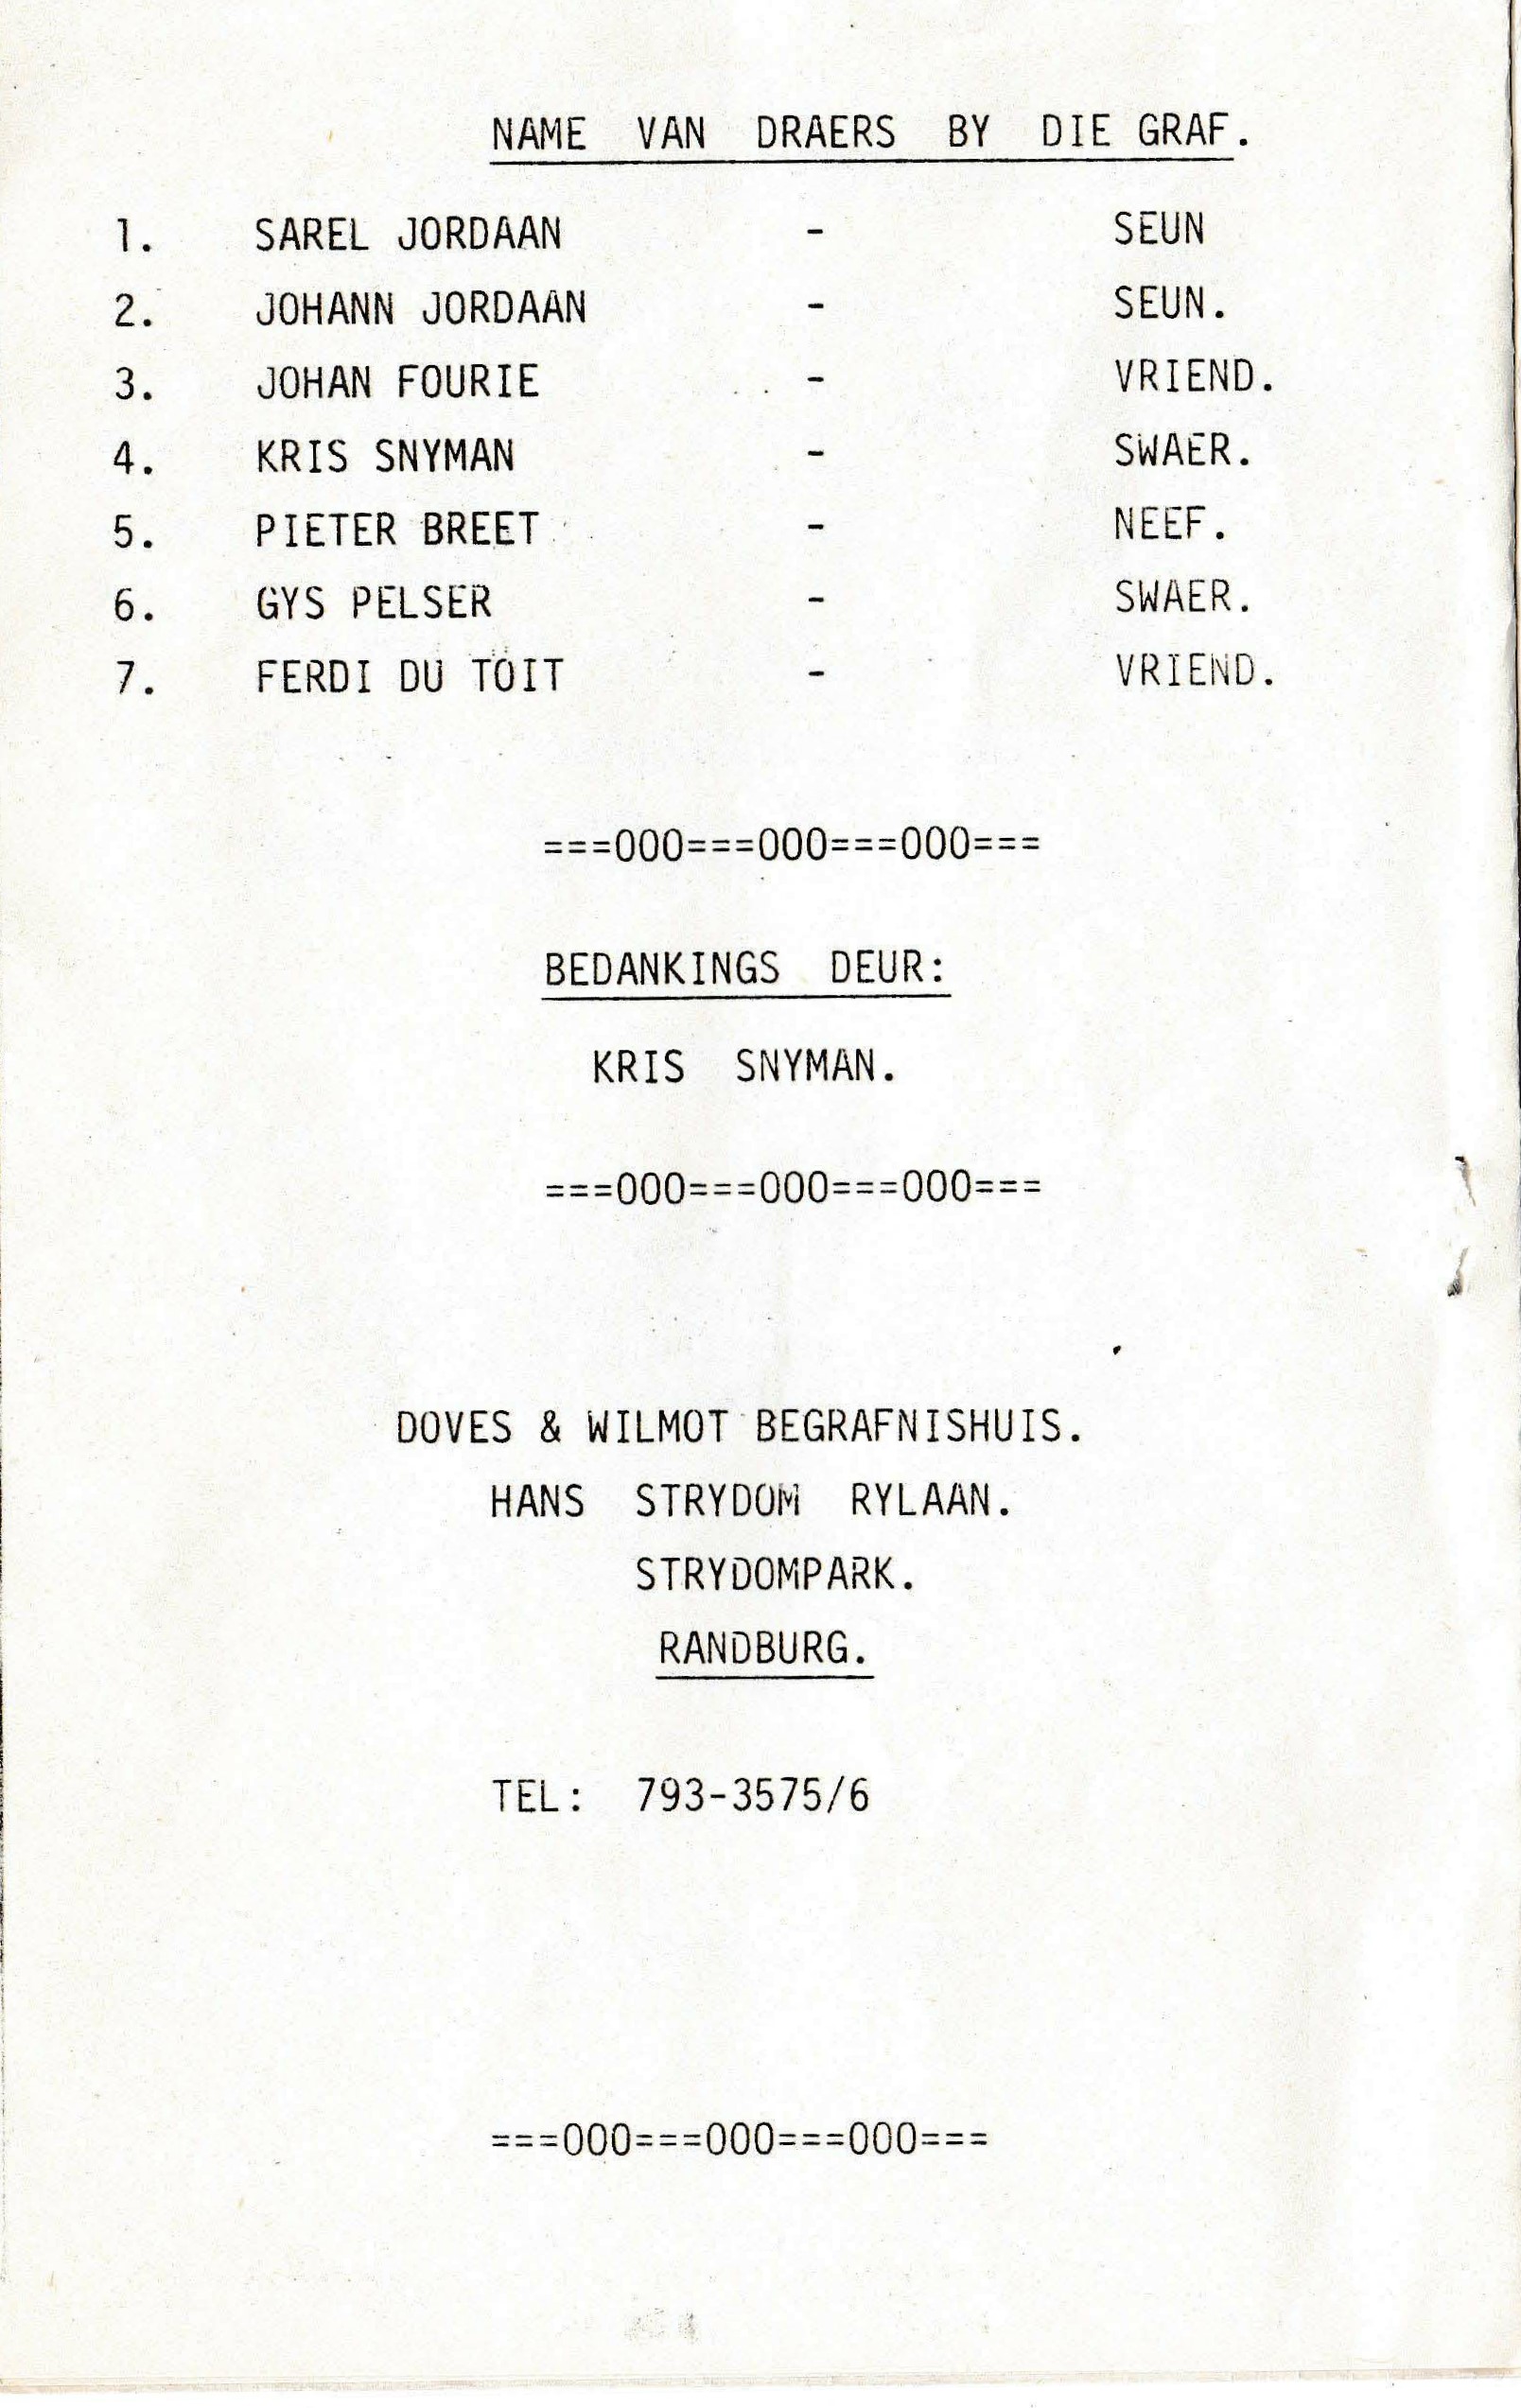 NAME VAN DRAERS BY DIE GRAF.
1. SAREL JORDAAN - SEUN
2. JOHANN JORDAAN - SEUN.
3. JOHAN FOURIE - VRIEND.
4. KRIS SNYMAN - SWAER.
5. PIETER BREET - NEEF.
6. GYS PELSER - SWAER.
7. FERDI DU TOIT - VRIEND.
===000===000===000===
BEDANKINGS DEUR:
KRIS SNYMAN.
===000===000===000===
DOVES & WILMOT BEGRAFNISHUIS.
HANS STRYDOM RYLAAN.
STRYDOMPARK.
RANDBURG.
TEL: 793-3575/6
===000===000===000===